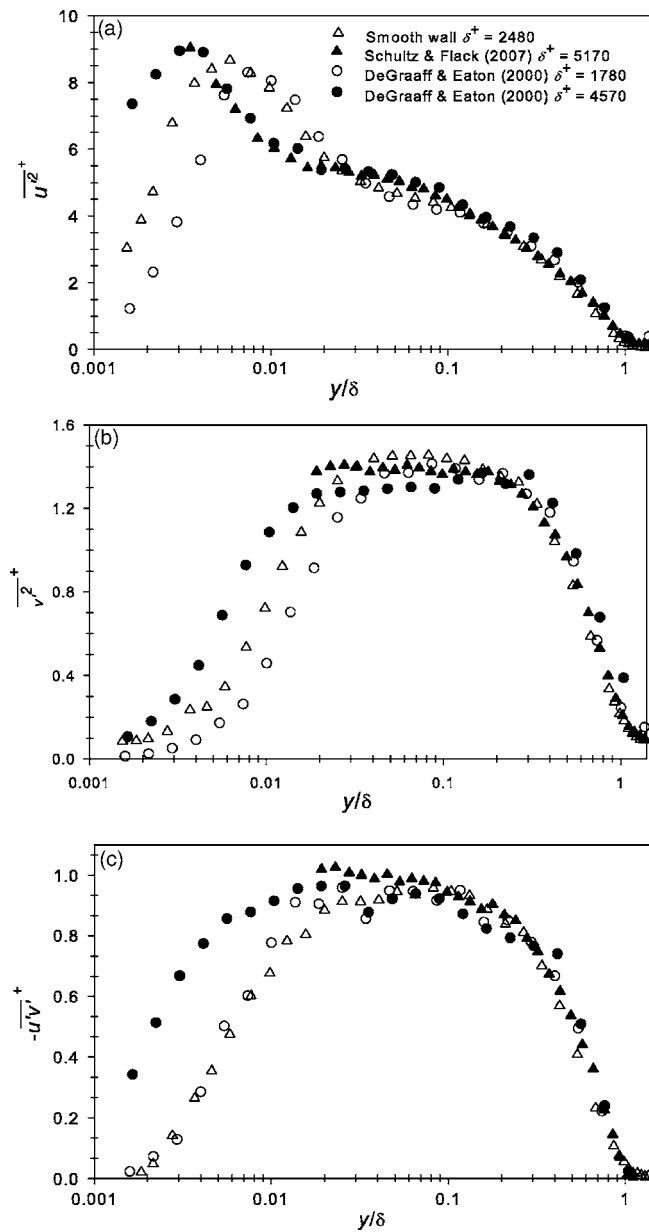 (a)
Smooth wall δ⁺ = 2480
Schultz & Flack (2007) δ⁺ = 5170
DeGraaff & Eaton (2000) δ⁺ = 1780
DeGraaff & Eaton (2000) δ⁺ = 4570
10
8
6
4
2
0
u'²⁺
0.001 0.01 0.1 1
y/δ
(b)
1.6
1.2
0.8
0.4
0.0
v'²⁺
0.001 0.01 0.1 1
y/δ
(c)
1.0
0.8
0.6
0.4
0.2
0.0
-u'v'⁺
0.001 0.01 0.1 1
y/δ